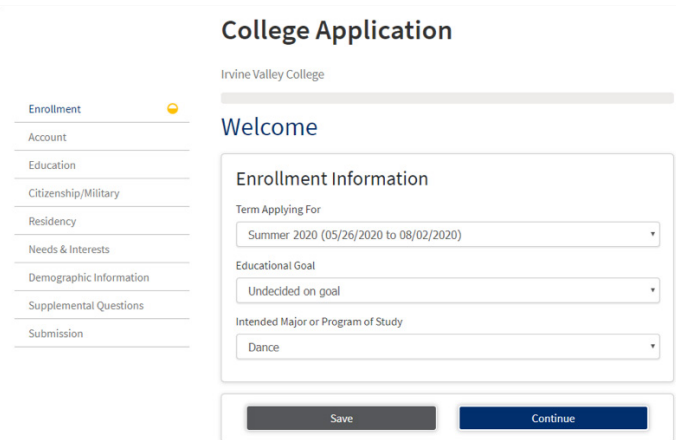 College Application
Irvine Valley College
Enrollment
Account
Education
Citizenship/Military
Residency
Needs & Interests
Demographic Information
Supplemental Questions
Submission
Welcome
Enrollment Information
Term Applying For
Summer 2020 (05/26/2020 to 08/02/2020)
Educational Goal
Undecided on goal
Intended Major or Program of Study
Dance
Save
Continue